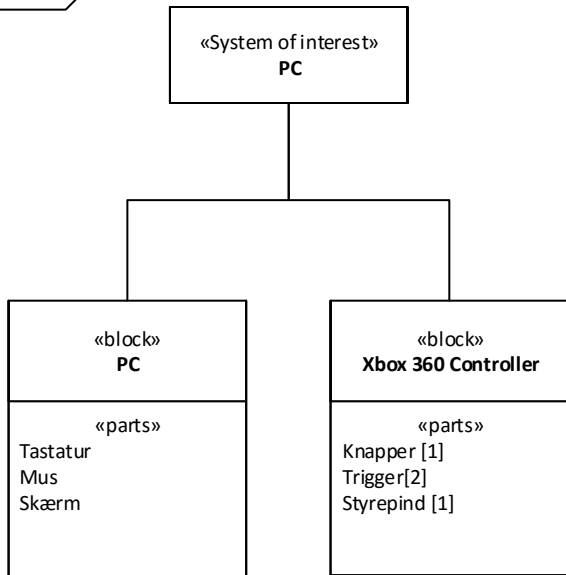 «System of interest»
PC
«block»
PC
«parts»
Tastatur
Mus
Skærm
«block»
Xbox 360 Controller
«parts»
Knapper [1]
Trigger[2]
Styrepind [1]